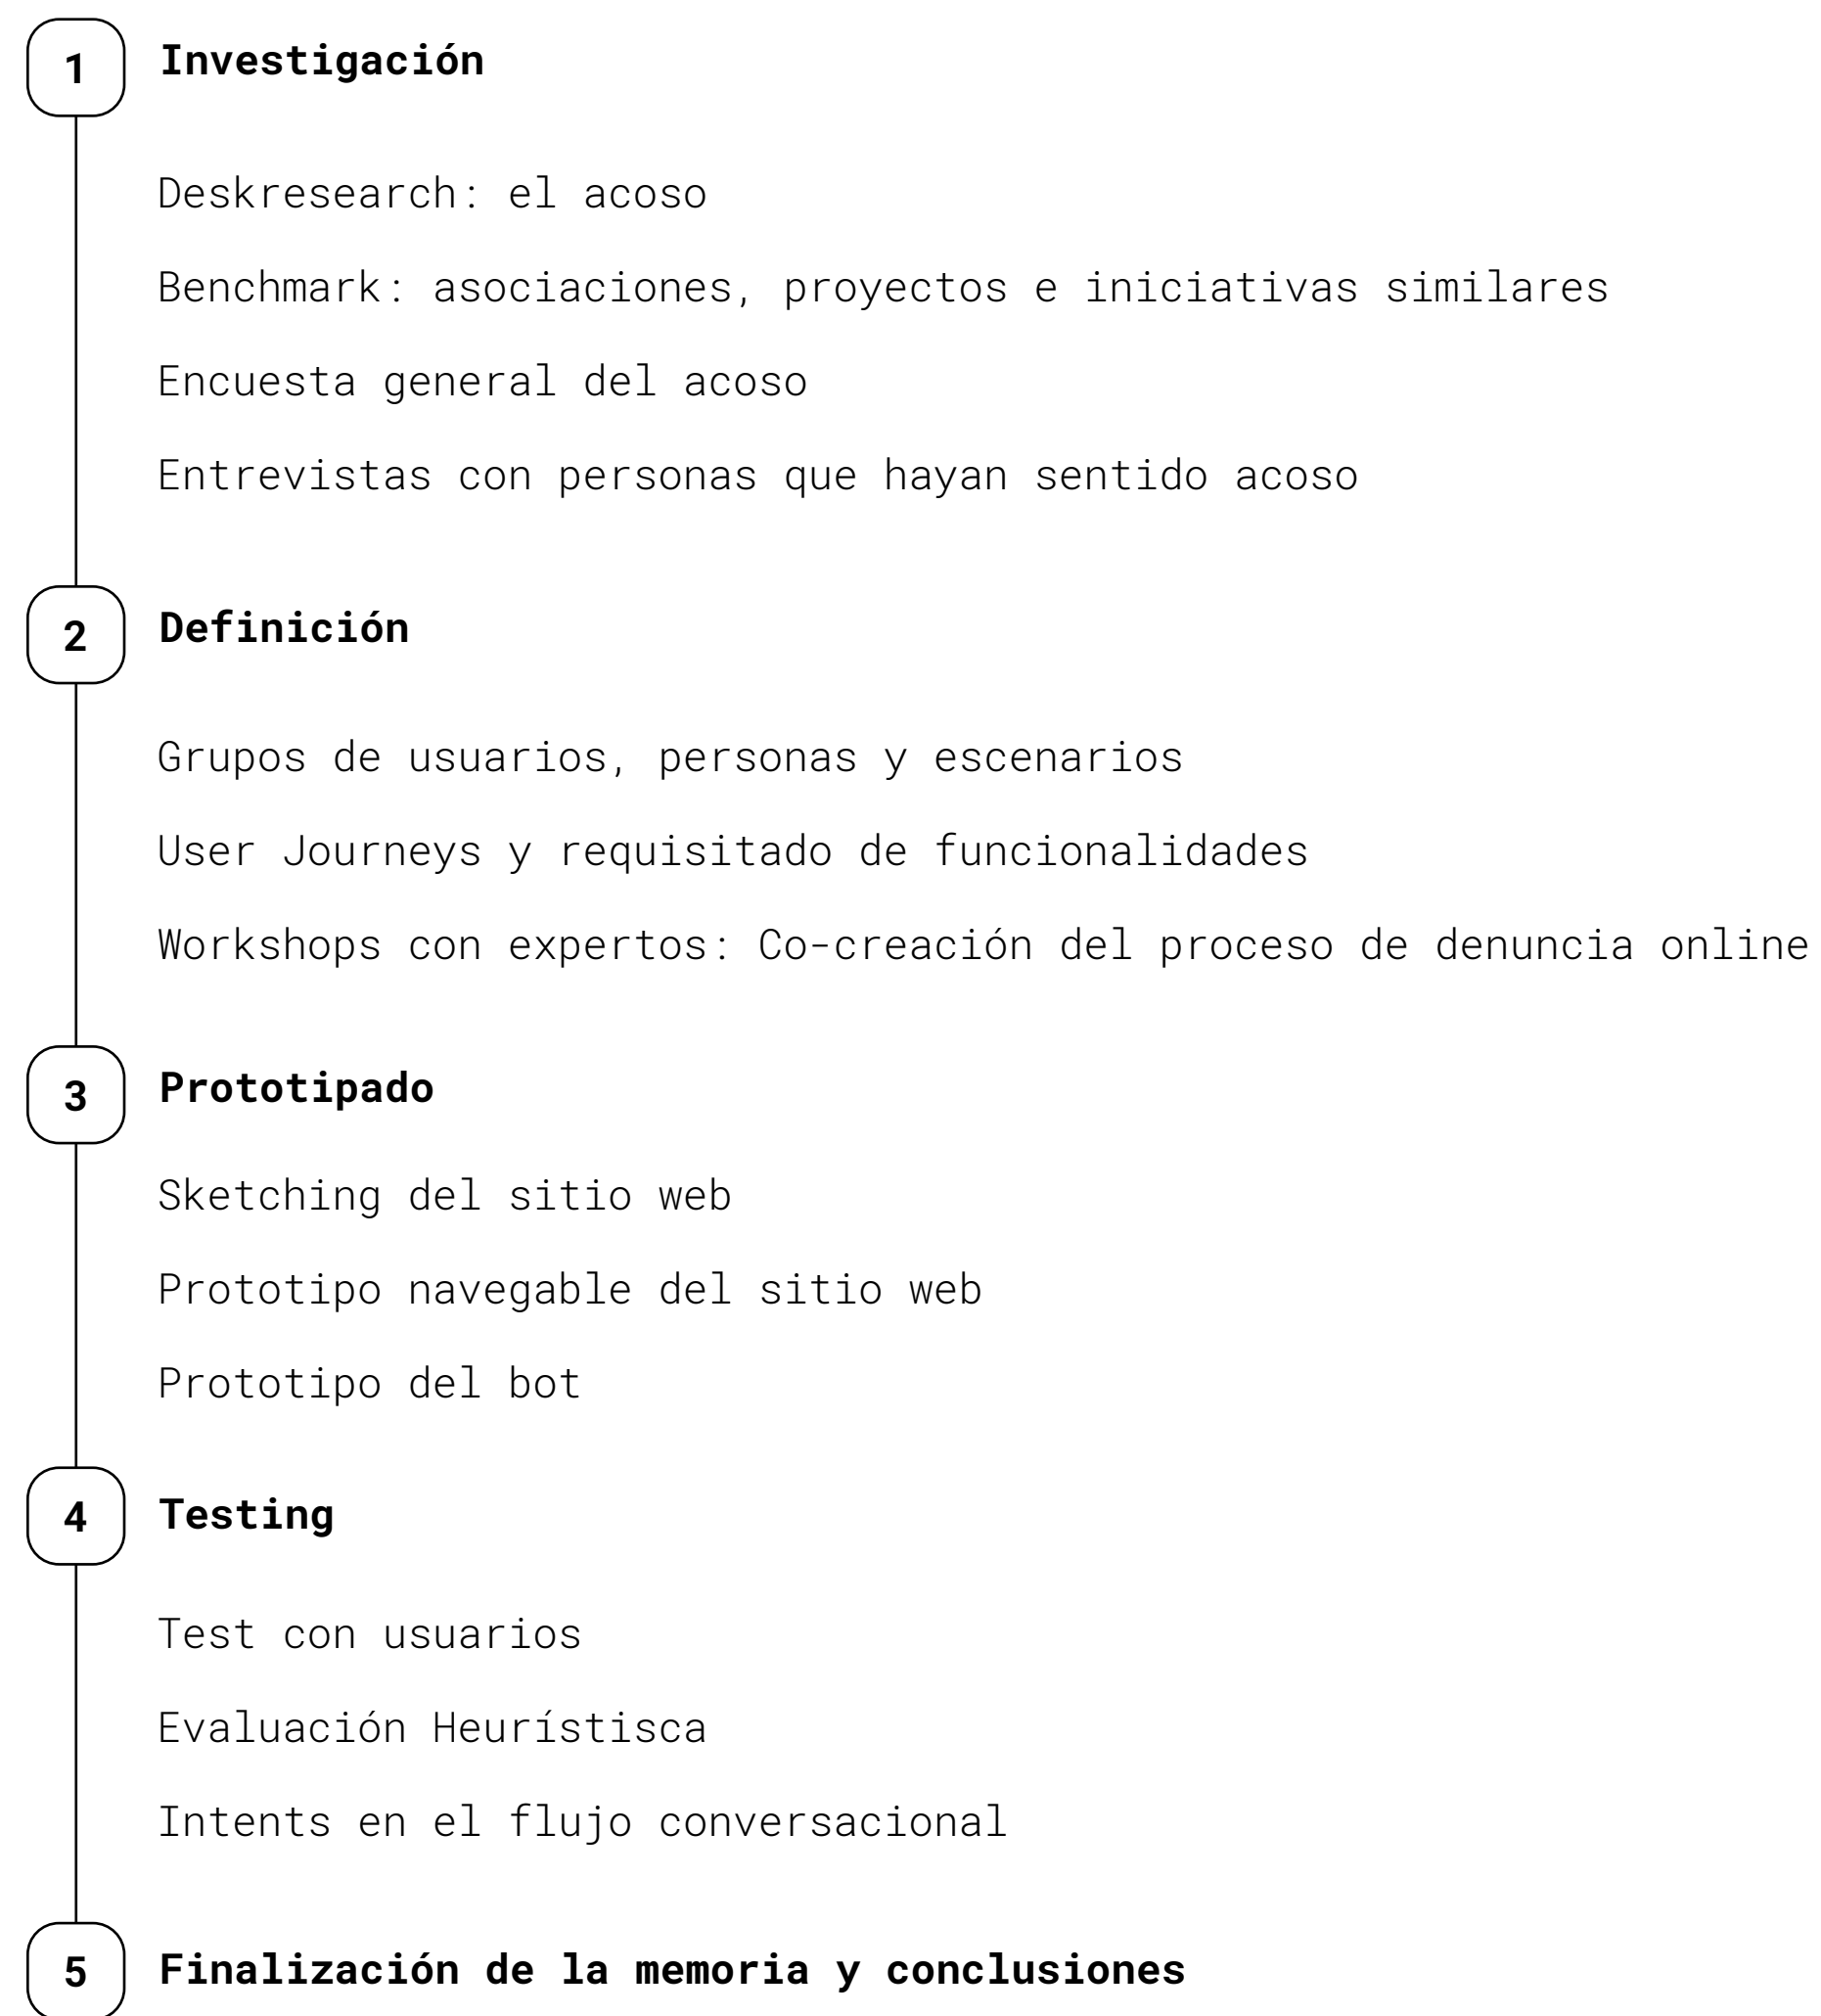 1 Investigación
Deskresearch: el acoso
Benchmark: asociaciones, proyectos e iniciativas similares
Encuesta general del acoso
Entrevistas con personas que hayan sentido acoso
2 Definición
Grupos de usuarios, personas y escenarios
User Journeys y requisitado de funcionalidades
Workshops con expertos: Co-creación del proceso de denuncia online
3 Prototipado
Sketching del sitio web
Prototipo navegable del sitio web
Prototipo del bot
4 Testing
Test con usuarios
Evaluación Heurístisca
Intents en el flujo conversacional
5 Finalización de la memoria y conclusiones